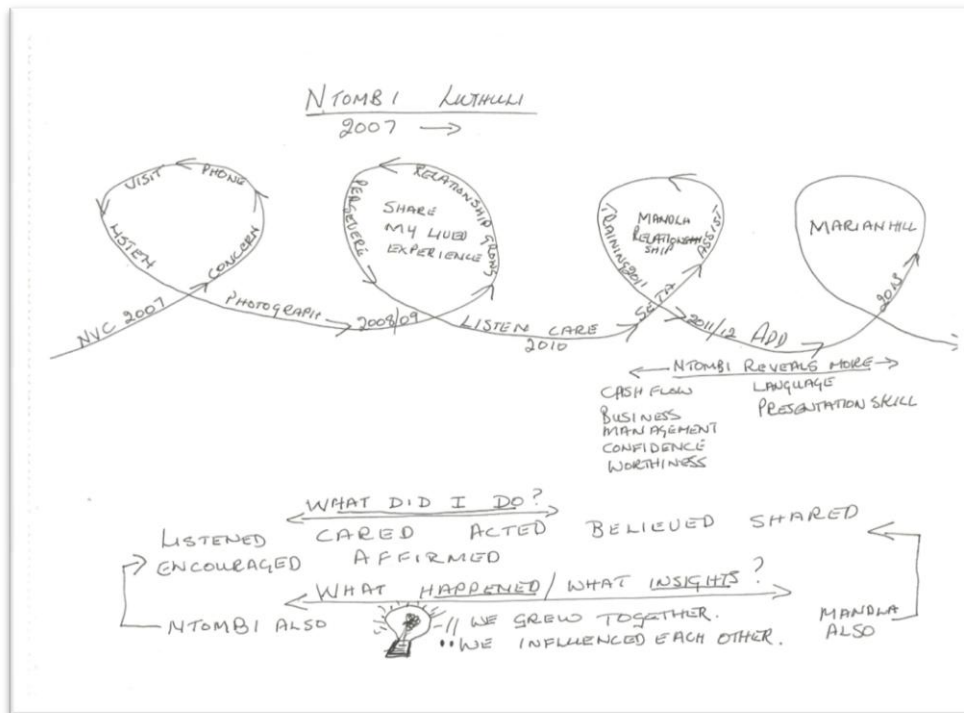 NTOMBI LUTHULI
2007 →
NVC 2007
CONCERN
PHONE
VISIT
LISTEN
PHOTOGRAPH
2008/09
RELATIONSHIP GROWS
PERSEVERE
SHARE
MY LIVED
EXPERIENCE
LISTEN CARE
2010
SETA
ASSIST
TRAINING 2011
MANDLA
RELATION
SHIP
2011/12 ADD
2013
MARIANHILL
NTOMBI REVEALS MORE
CASH FLOW
BUSINESS
MANAGEMENT
CONFIDENCE
WORTHINESS
LANGUAGE
PRESENTATION SKILL
WHAT DID I DO?
LISTENED CARED ACTED BELIEVED SHARED
ENCOURAGED AFFIRMED
WHAT HAPPENED/WHAT INSIGHTS?
NTOMBI ALSO
WE GREW TOGETHER.
WE INFLUENCED EACH OTHER.
MANDLA
ALSO